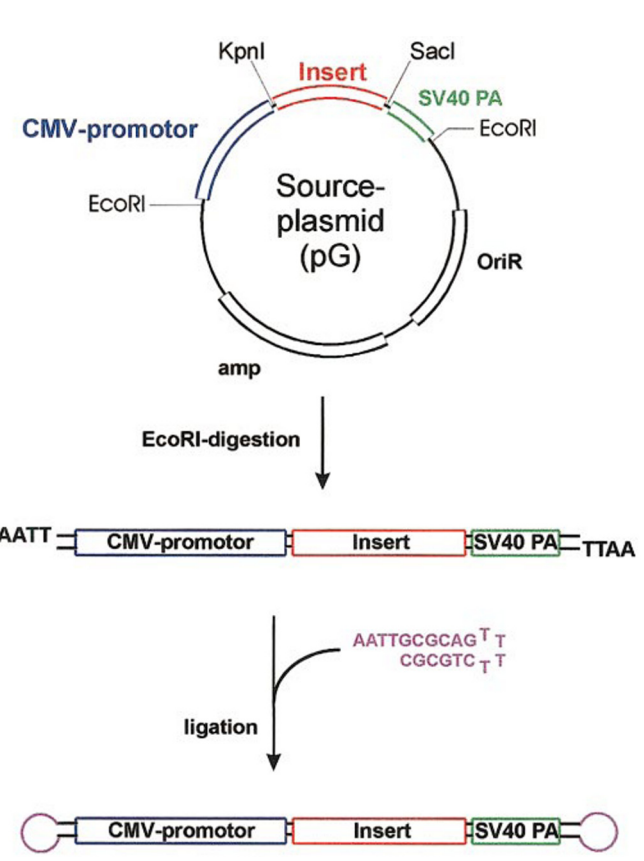 KpnI
SacI
Insert
SV40 PA
CMV-promotor
EcoRI
EcoRI
Source-
plasmid
(pG)
OriR
amp
EcoRI-digestion
AATT
CMV-promotor
Insert
SV40 PA
TTAA
AATTGCGCAG T T
CGCGTC T T
ligation
CMV-promotor
Insert
SV40 PA